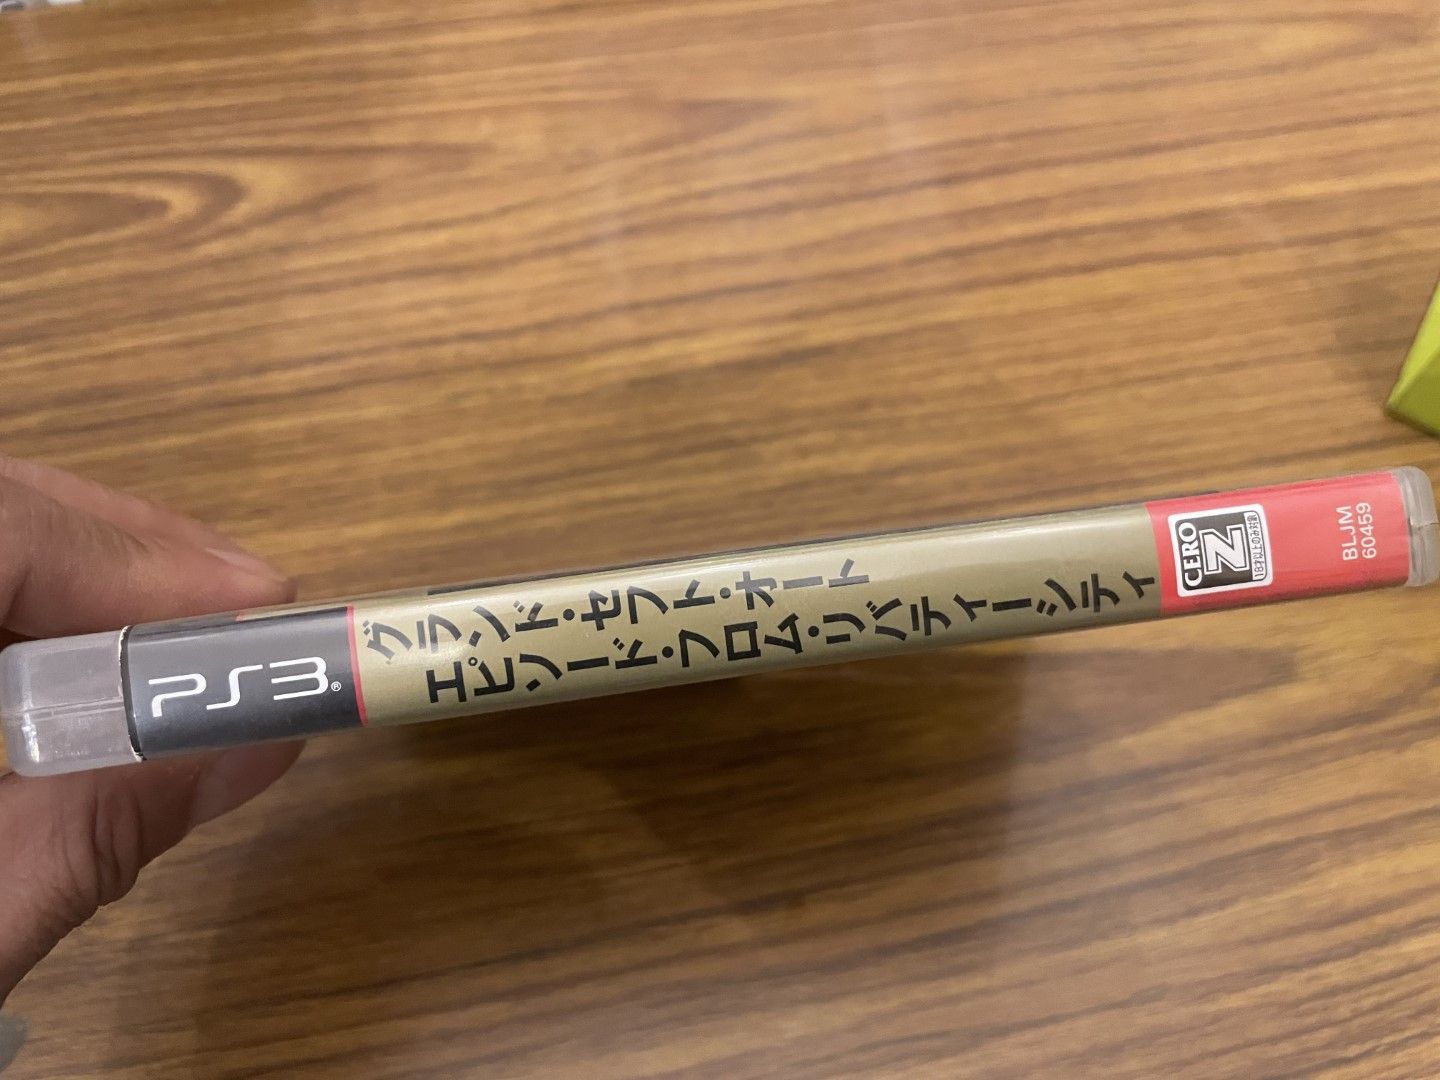 PS3®
グランド・セフト・オート
エピソード・フロム・リバティーシティ
CERO
Z
18才以上のみ対象
BLJM
60459